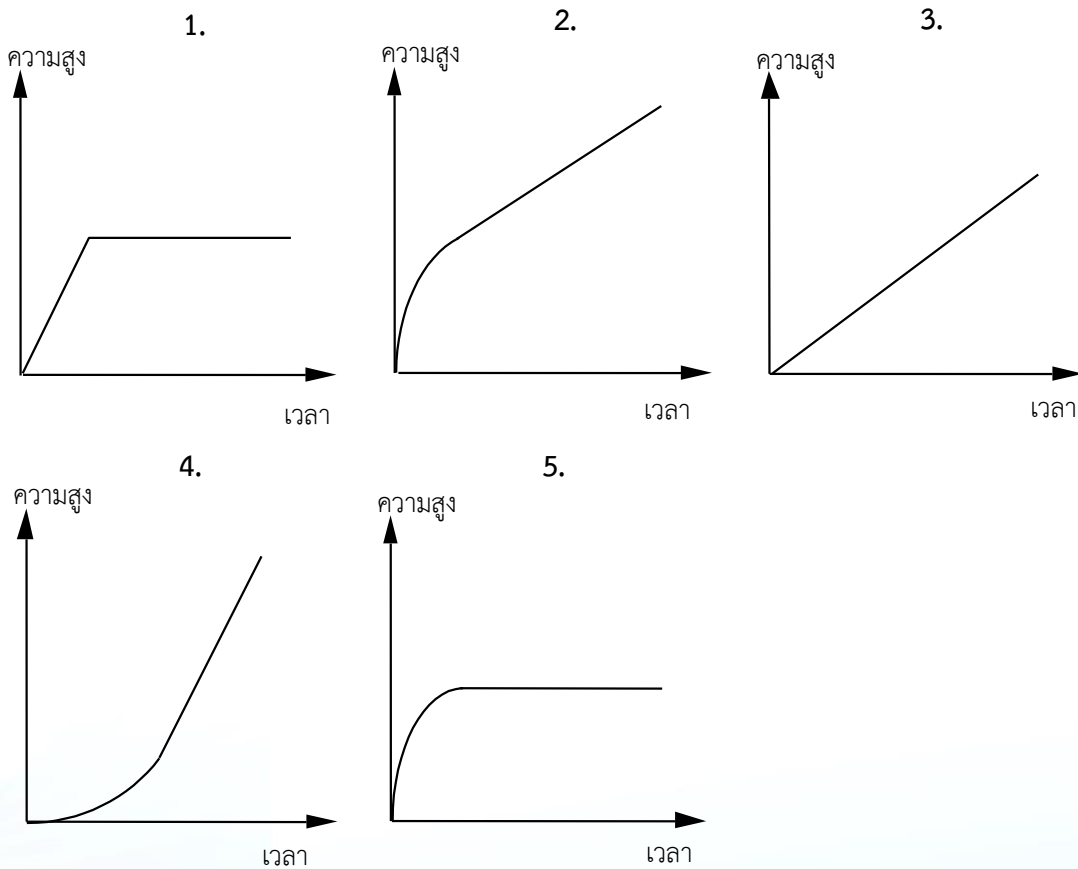 1.
ความสูง
เวลา
2.
ความสูง
เวลา
3.
ความสูง
เวลา
4.
ความสูง
เวลา
5.
ความสูง
เวลา